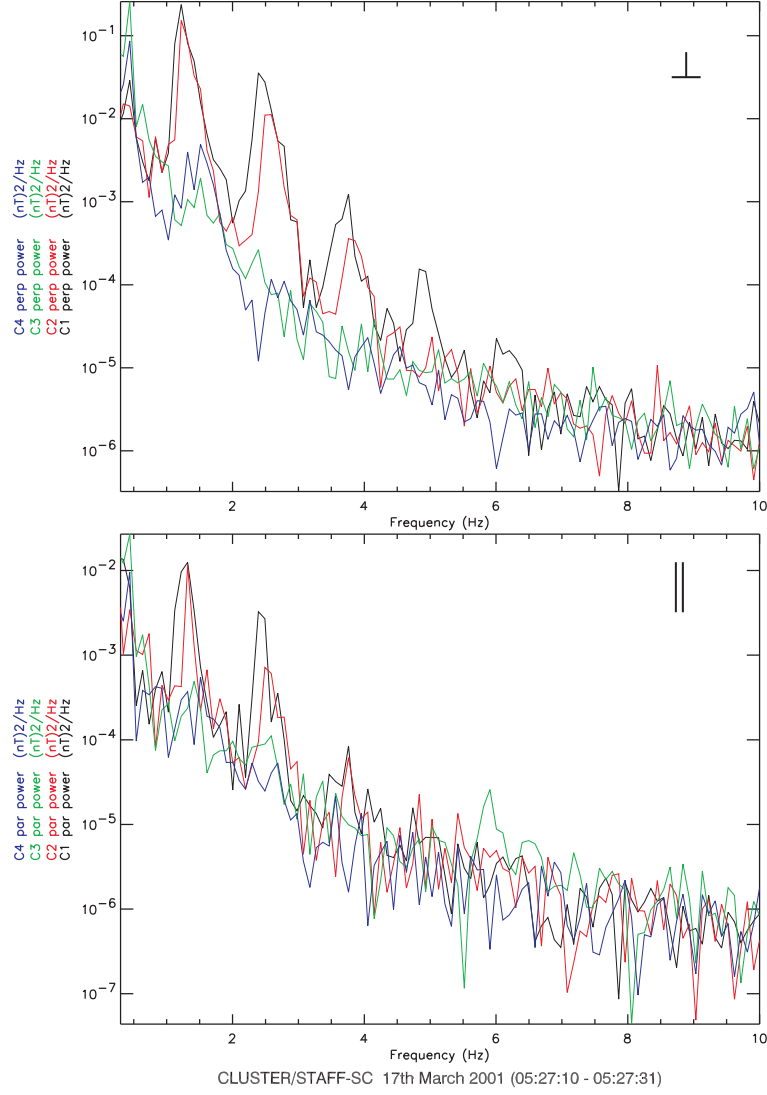 10-1
10-2
10-3
10-4
10-5
10-6
C4 perp power (nT)2/Hz
C3 perp power (nT)2/Hz
C2 perp power (nT)2/Hz
C1 perp power (nT)2/Hz
⊥
2 4 6 8 10
Frequency (Hz)
10-2
10-3
10-4
10-5
10-6
10-7
C4 par power (nT)2/Hz
C3 par power (nT)2/Hz
C2 par power (nT)2/Hz
C1 par power (nT)2/Hz
||
2 4 6 8 10
Frequency (Hz)
CLUSTER/STAFF-SC 17th March 2001 (05:27:10 - 05:27:31)